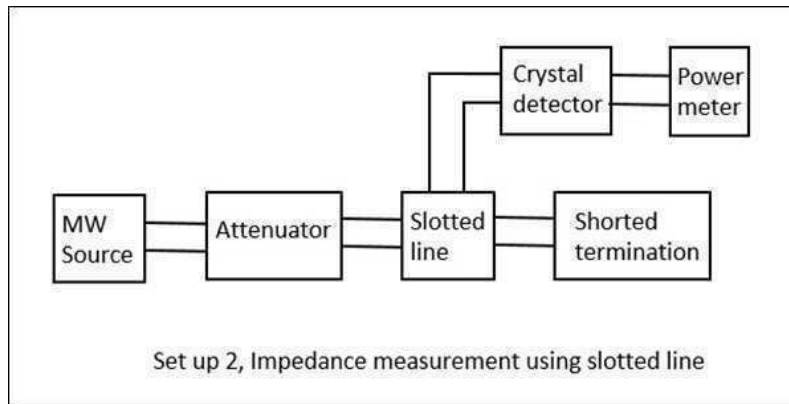 Crystal
detector
Power
meter
MW
Source
Attenuator
Slotted
line
Shorted
termination
Set up 2, Impedance measurement using slotted line